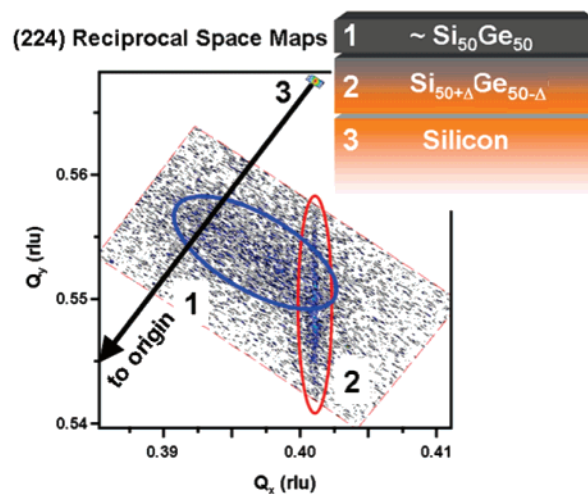 (224) Reciprocal Space Maps
1 ~ Si50Ge50
2 Si50+ΔGe50-Δ
3 Silicon
3
0.56
0.55
0.54
Qy (rlu)
1
to origin
2
0.39 0.40 0.41
Qx (rlu)